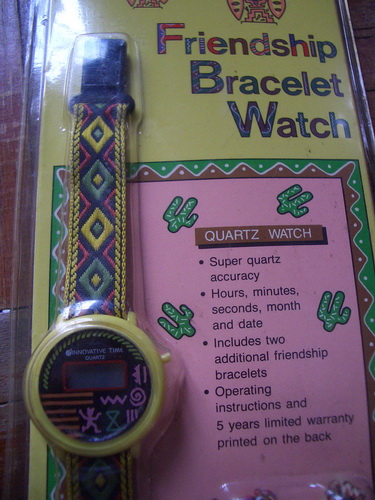 Friendship
Bracelet
Watch
QUARTZ WATCH
• Super quartz
accuracy
• Hours, minutes,
seconds, month
and date
• Includes two
additional friendship
bracelets
• Operating
instructions and
5 years limited warranty
printed on the back
INNOVATIVE TIME
QUARTZ